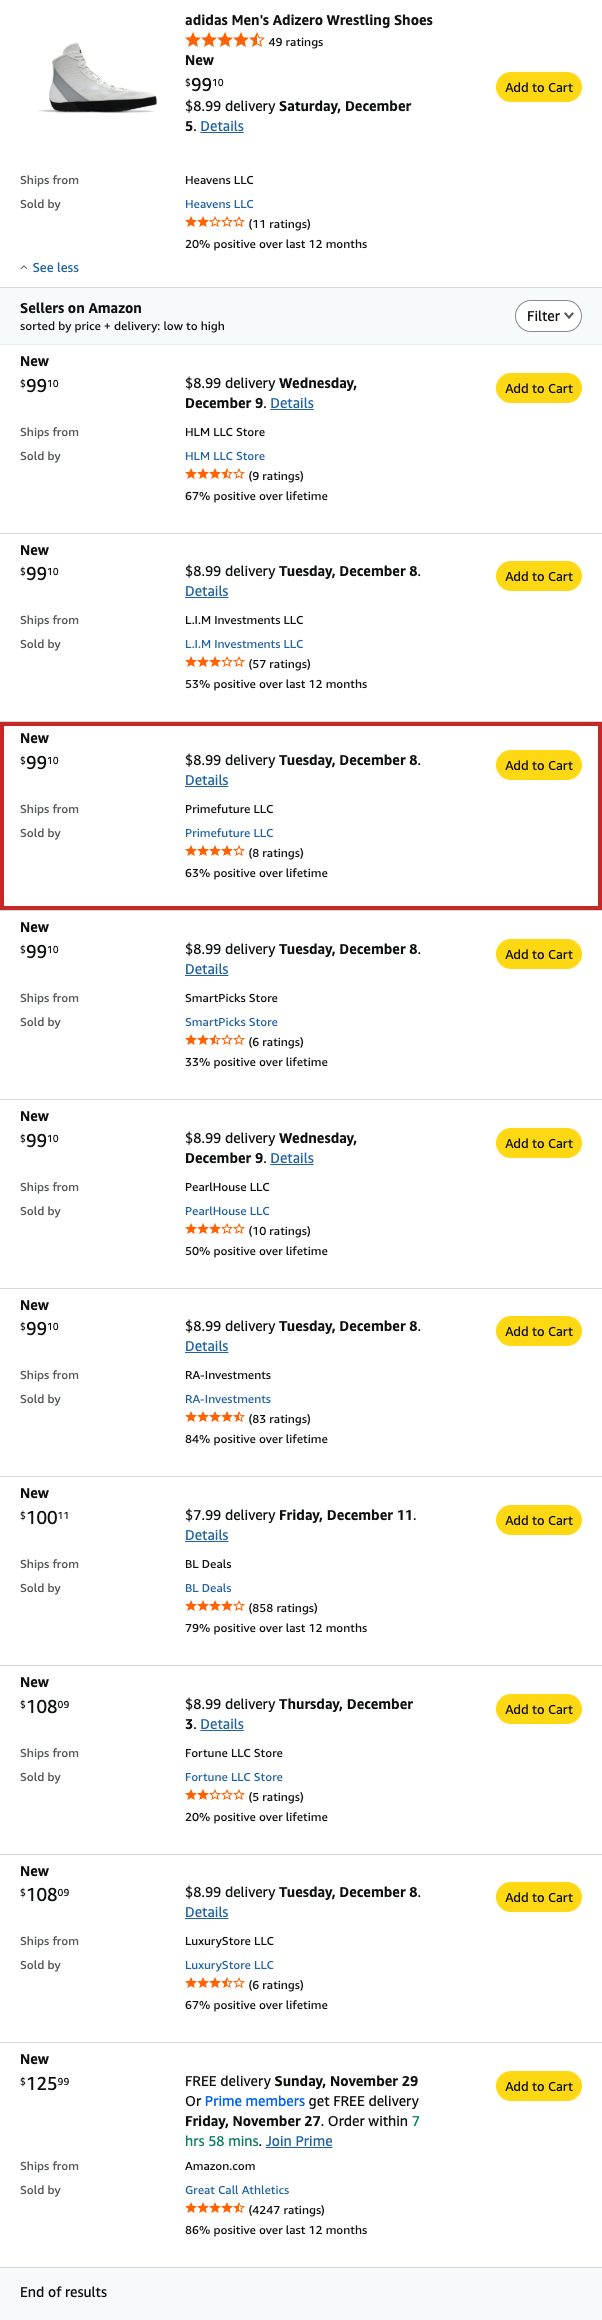 adidas Men's Adizero Wrestling Shoes
49 ratings
New
$99 10
$8.99 delivery Saturday, December
5. Details
Add to Cart
Ships from
Heavens LLC
Sold by
Heavens LLC
(11 ratings)
20% positive over last 12 months
See less
Sellers on Amazon
sorted by price + delivery: low to high
Filter
New
$99 10
$8.99 delivery Wednesday,
December 9. Details
Add to Cart
Ships from
HLM LLC Store
Sold by
HLM LLC Store
(9 ratings)
67% positive over lifetime
New
$99 10
$8.99 delivery Tuesday, December 8.
Details
Add to Cart
Ships from
L.I.M Investments LLC
Sold by
L.I.M Investments LLC
(57 ratings)
53% positive over last 12 months
New
$99 10
$8.99 delivery Tuesday, December 8.
Details
Add to Cart
Ships from
Primefuture LLC
Sold by
Primefuture LLC
(8 ratings)
63% positive over lifetime
New
$99 10
$8.99 delivery Tuesday, December 8.
Details
Add to Cart
Ships from
SmartPicks Store
Sold by
SmartPicks Store
(6 ratings)
33% positive over lifetime
New
$99 10
$8.99 delivery Wednesday,
December 9. Details
Add to Cart
Ships from
PearlHouse LLC
Sold by
PearlHouse LLC
(10 ratings)
50% positive over lifetime
New
$99 10
$8.99 delivery Tuesday, December 8.
Details
Add to Cart
Ships from
RA-Investments
Sold by
RA-Investments
(83 ratings)
84% positive over lifetime
New
$100 11
$7.99 delivery Friday, December 11.
Details
Add to Cart
Ships from
BL Deals
Sold by
BL Deals
(858 ratings)
79% positive over last 12 months
New
$108 09
$8.99 delivery Thursday, December
3. Details
Add to Cart
Ships from
Fortune LLC Store
Sold by
Fortune LLC Store
(5 ratings)
20% positive over lifetime
New
$108 09
$8.99 delivery Tuesday, December 8.
Details
Add to Cart
Ships from
LuxuryStore LLC
Sold by
LuxuryStore LLC
(6 ratings)
67% positive over lifetime
New
$125 99
FREE delivery Sunday, November 29
Or Prime members get FREE delivery
Friday, November 27. Order within 7
hrs 58 mins. Join Prime
Add to Cart
Ships from
Amazon.com
Sold by
Great Call Athletics
(4247 ratings)
86% positive over last 12 months
End of results